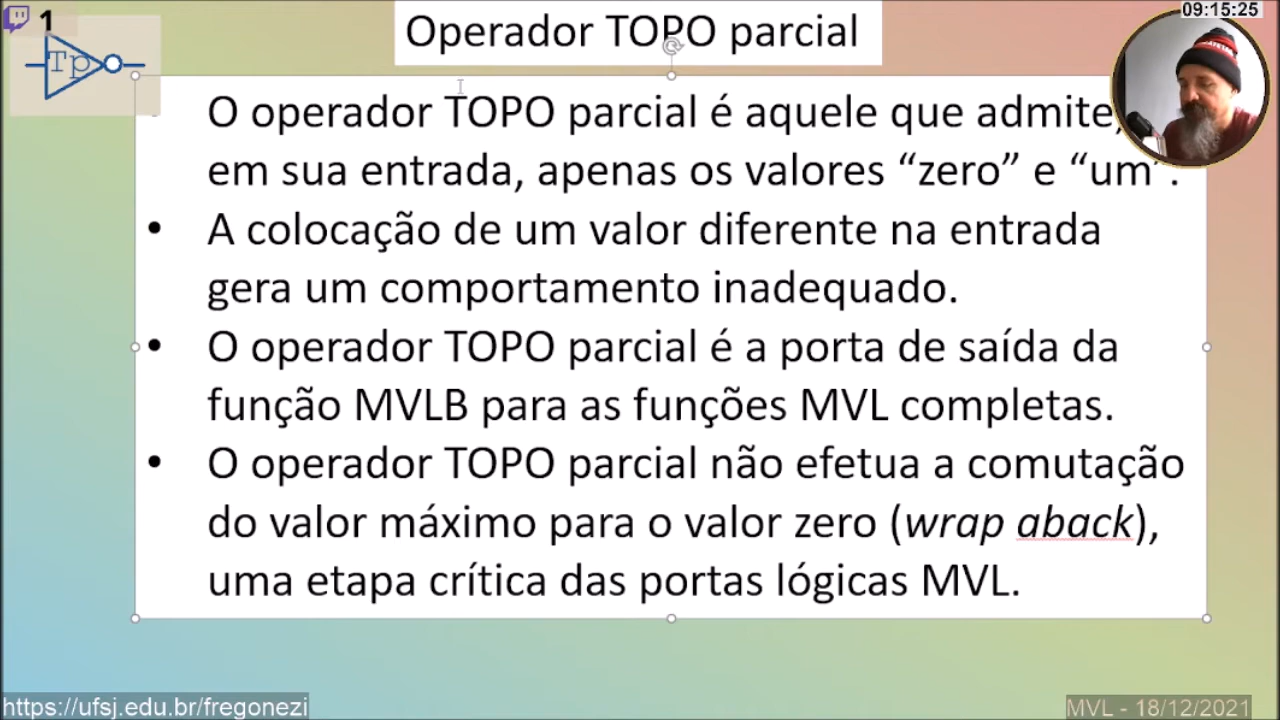 1
09:15:25
Operador TOPO parcial
Tp
O operador TOPO parcial é aquele que admite,
em sua entrada, apenas os valores “zero” e “um”.
• A colocação de um valor diferente na entrada
gera um comportamento inadequado.
• O operador TOPO parcial é a porta de saída da
função MVLB para as funções MVL completas.
• O operador TOPO parcial não efetua a comutação
do valor máximo para o valor zero (wrap aback),
uma etapa crítica das portas lógicas MVL.
https://ufsj.edu.br/fregonezi
MVL - 18/12/2021